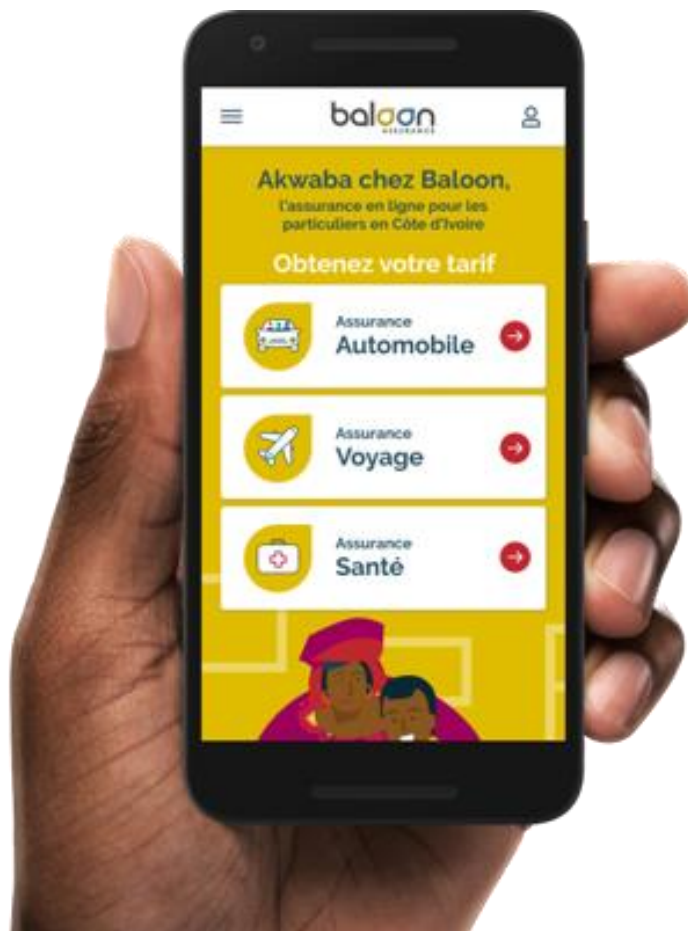 baloon
ASSURANCE
Akwaba chez Baloon,
l'assurance en ligne pour les
particuliers en Côte d'Ivoire
Obtenez votre tarif
Assurance
Automobile
Assurance
Voyage
Assurance
Santé